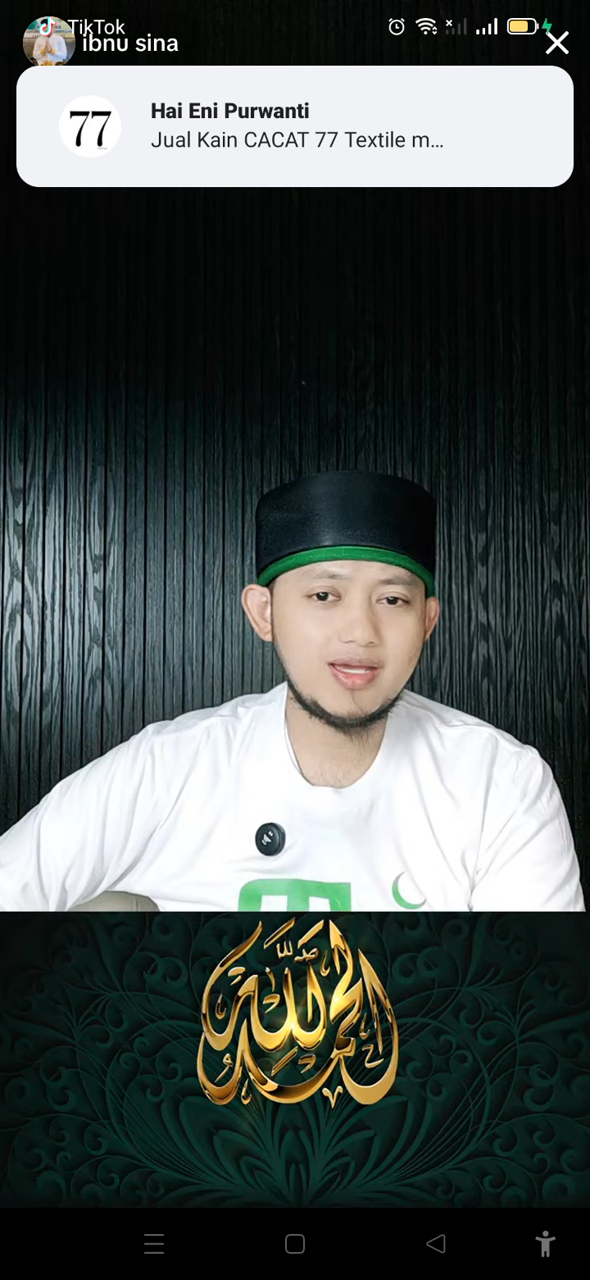 TikTok
ibnu sina
77
Hai Eni Purwanti
Jual Kain CACAT 77 Textile m...
الحمد لله